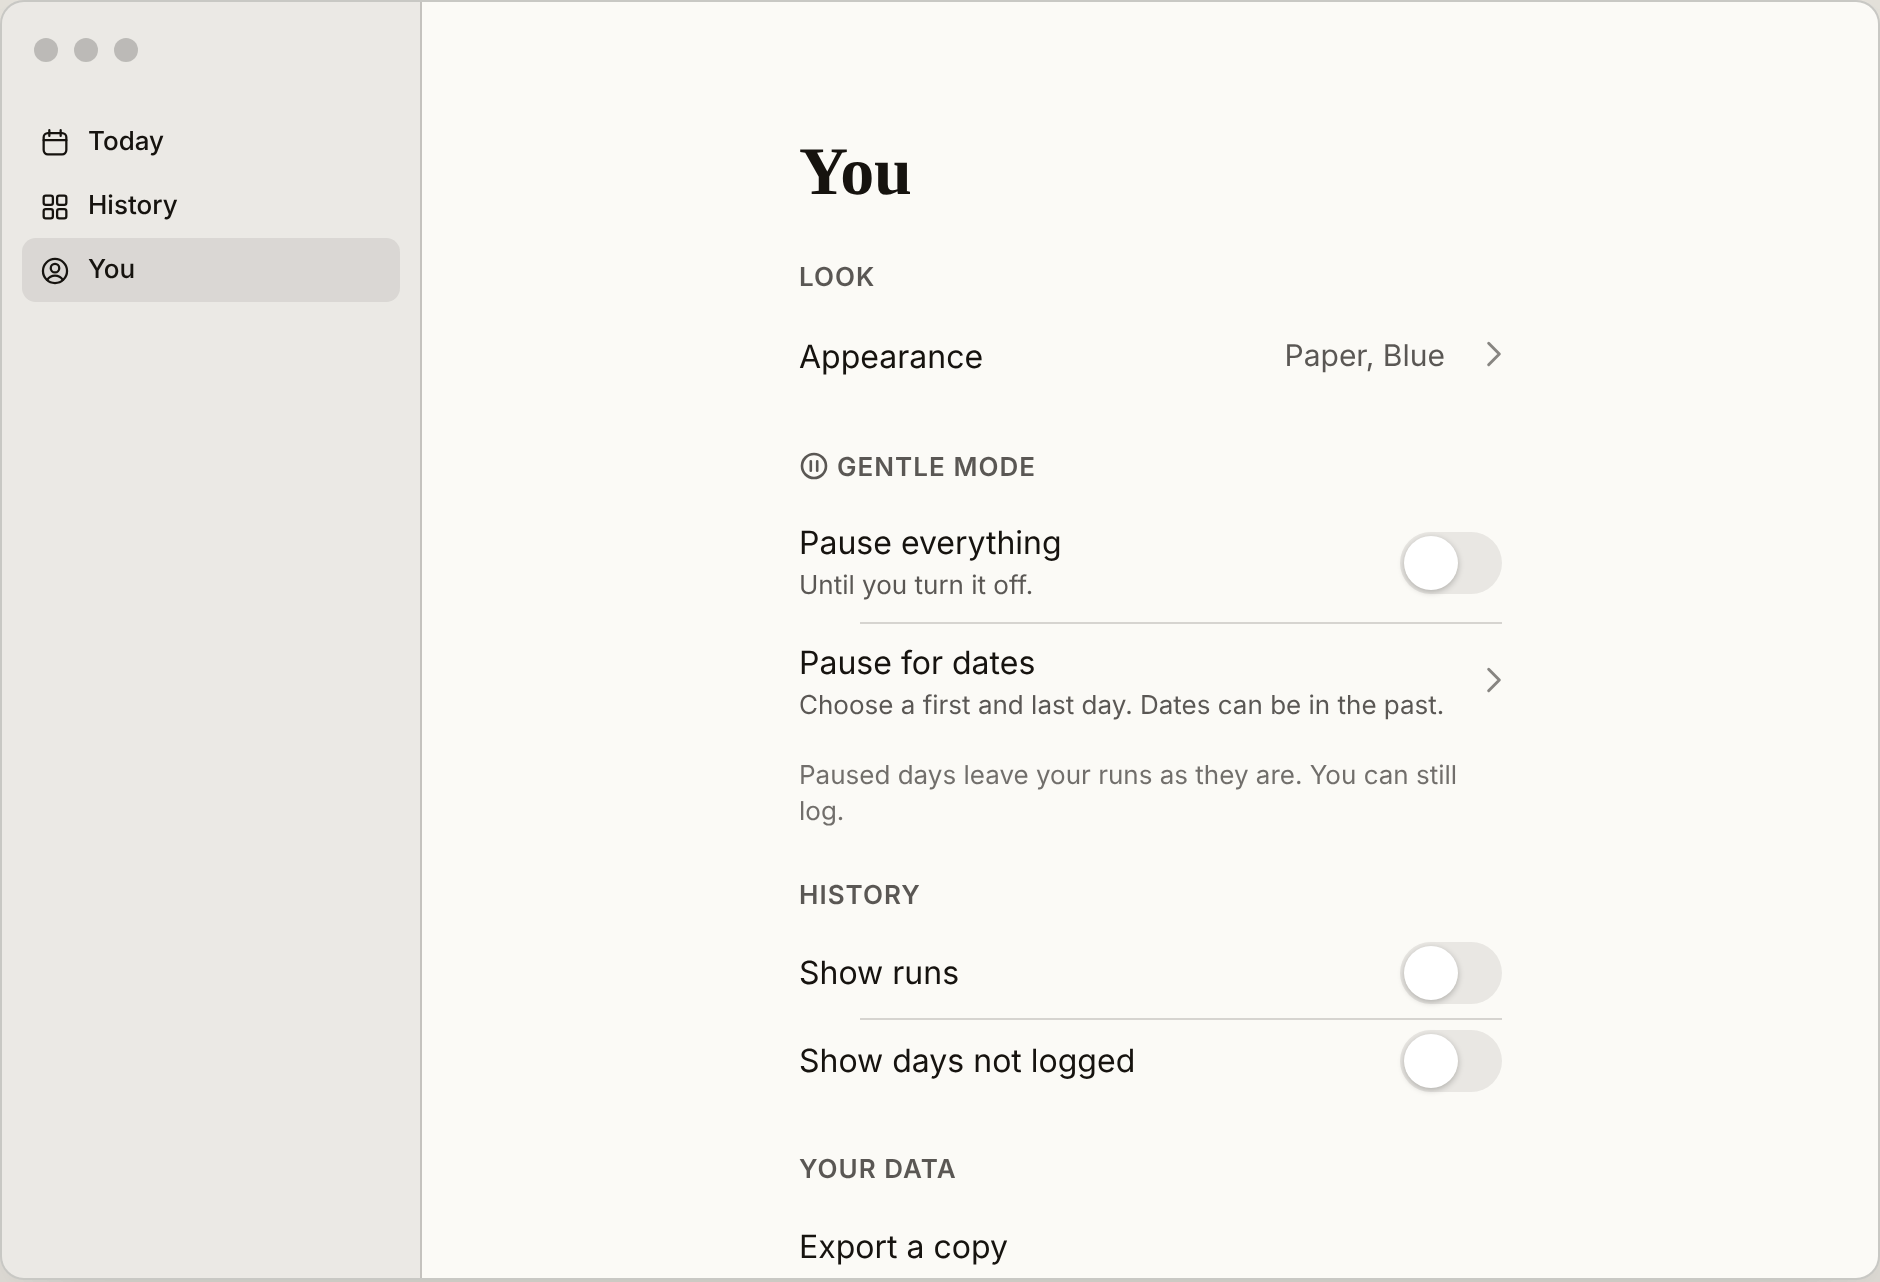 Today
History
You
You
LOOK
Appearance
Paper, Blue
GENTLE MODE
Pause everything
Until you turn it off.
Pause for dates
Choose a first and last day. Dates can be in the past.
Paused days leave your runs as they are. You can still
log.
HISTORY
Show runs
Show days not logged
YOUR DATA
Export a copy